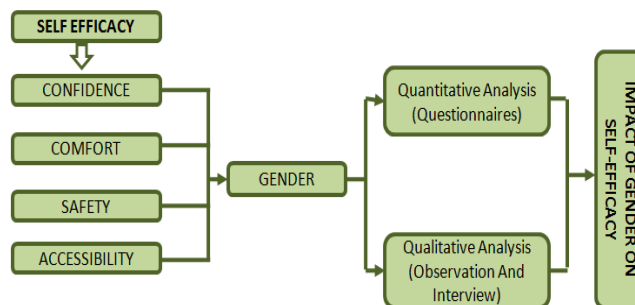 SELF EFFICACY
CONFIDENCE
COMFORT
SAFETY
ACCESSIBILITY
GENDER
Quantitative Analysis
(Questionnaires)
Qualitative Analysis
(Observation And
Interview)
IMPACT OF GENDER ON
SELF-EFFICACY